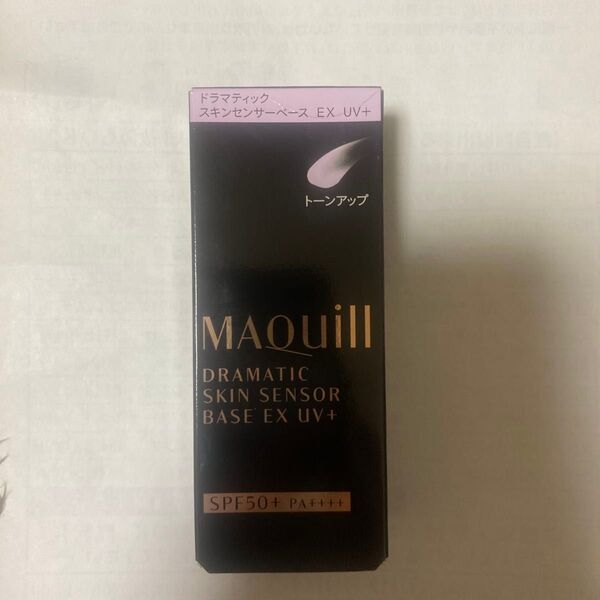 ドラマティック
スキンセンサーベース EX UV+
トーンアップ
MAQuill
DRAMATIC
SKIN SENSOR
BASE EX UV+
SPF50+ PA++++